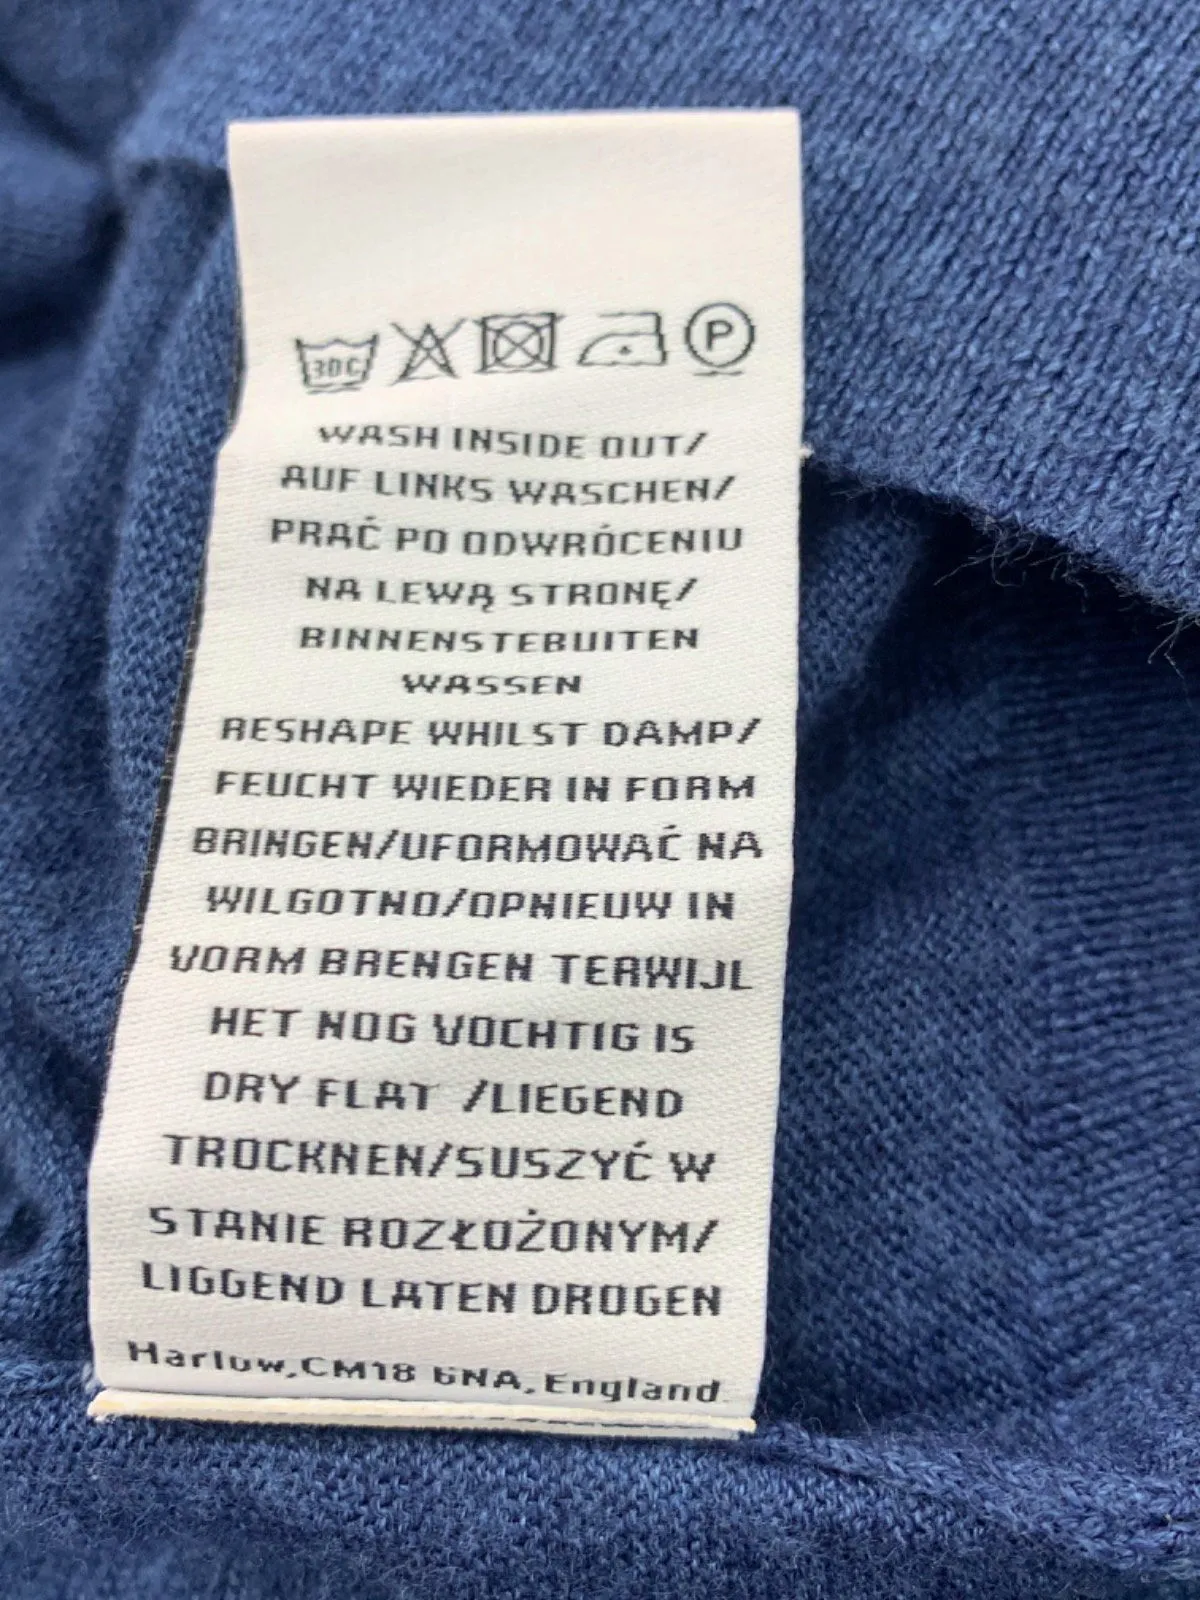 30C P
WASH INSIDE OUT/
AUF LINKS WASCHEN/
PRAĆ PO ODWRÓCENIU
NA LEWĄ STRONĘ/
BINNENSTEBUITEN
WASSEN
RESHAPE WHILST DAMP/
FEUCHT WIEDER IN FORM
BRINGEN/UFORMOWAĆ NA
WILGOTNO/OPNIEUW IN
VORM BRENGEN TERWIJL
HET NOG VOCHTIG IS
DRY FLAT /LIEGEND
TROCKNEN/SUSZYĆ W
STANIE ROZŁOŻONYM/
LIGGEND LATEN DROGEN
Harlow,CM18 6NA,England